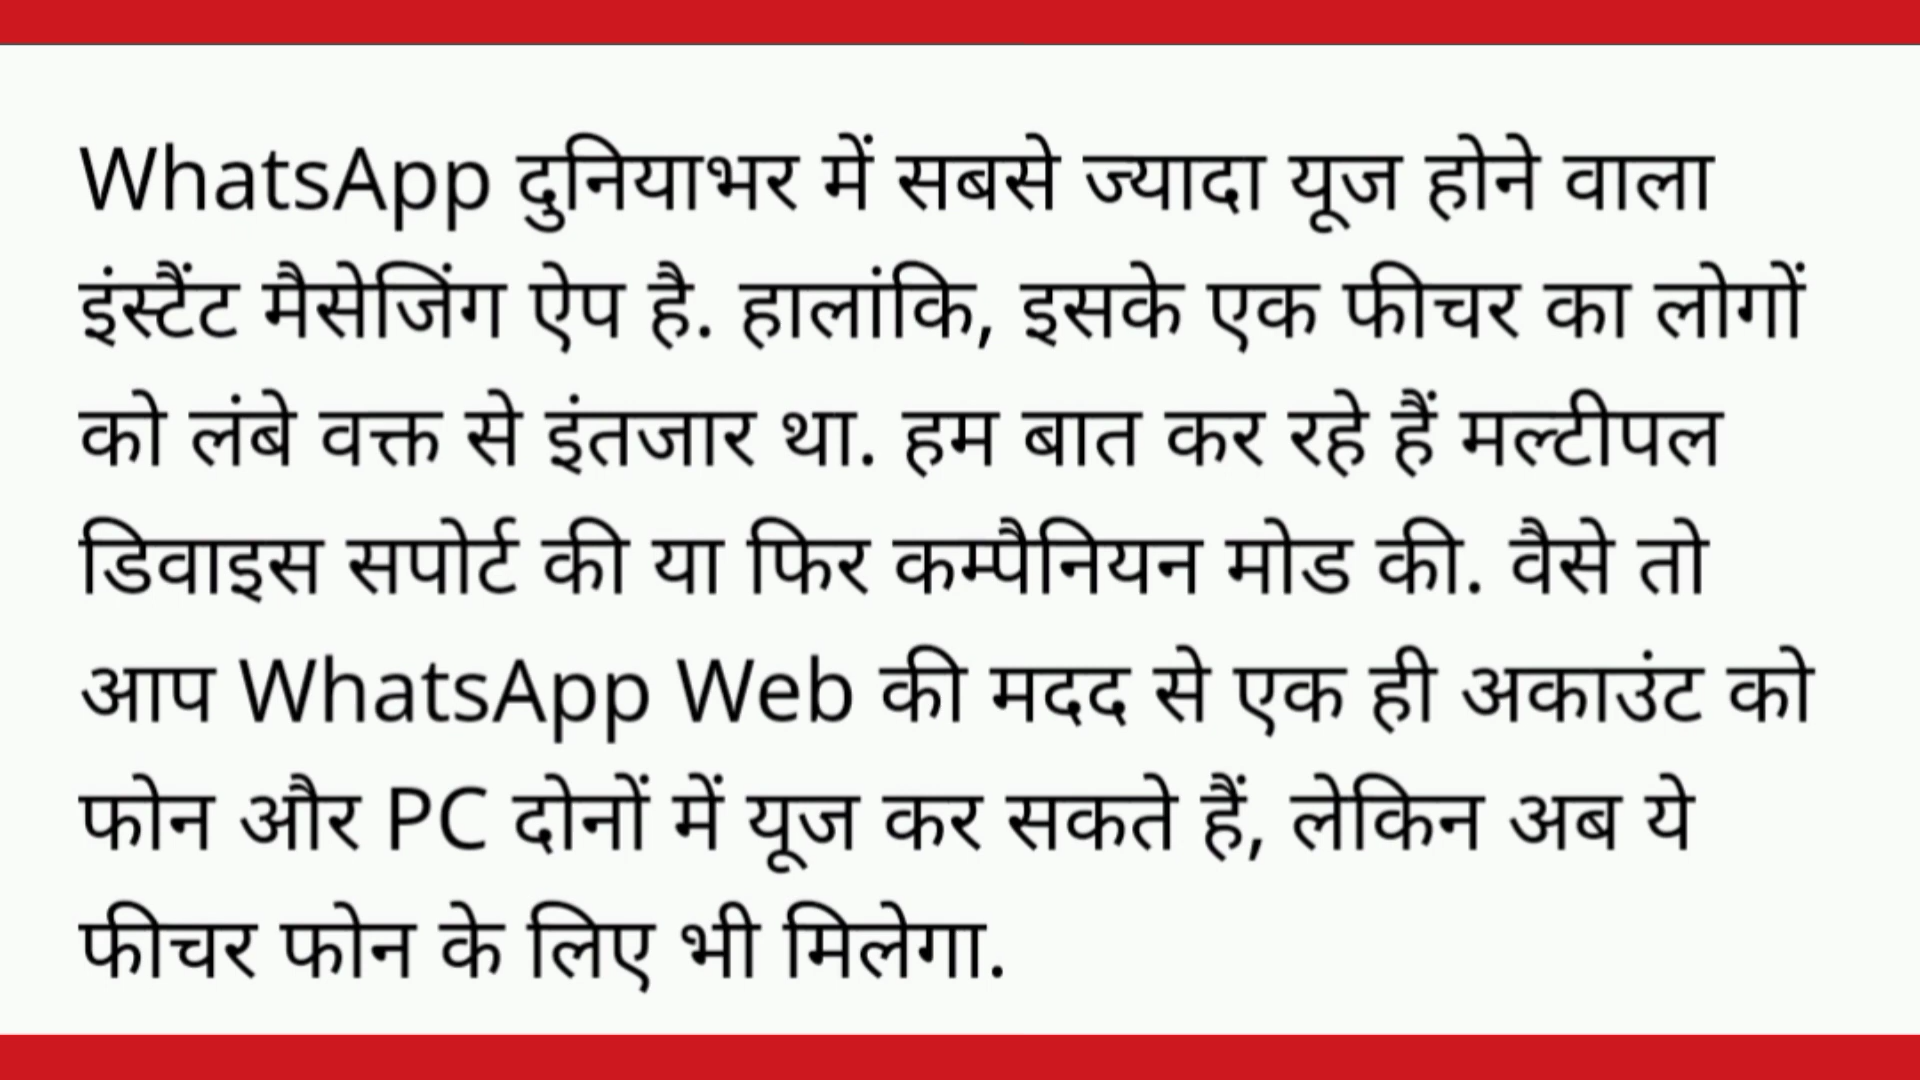 WhatsApp दुनियाभर में सबसे ज्यादा यूज होने वाला
इंस्टैंट मैसेजिंग ऐप है. हालांकि, इसके एक फीचर का लोगों
को लंबे वक्त से इंतजार था. हम बात कर रहे हैं मल्टीपल
डिवाइस सपोर्ट की या फिर कम्पैनियन मोड की. वैसे तो
आप WhatsApp Web की मदद से एक ही अकाउंट को
फोन और PC दोनों में यूज कर सकते हैं, लेकिन अब ये
फीचर फोन के लिए भी मिलेगा.